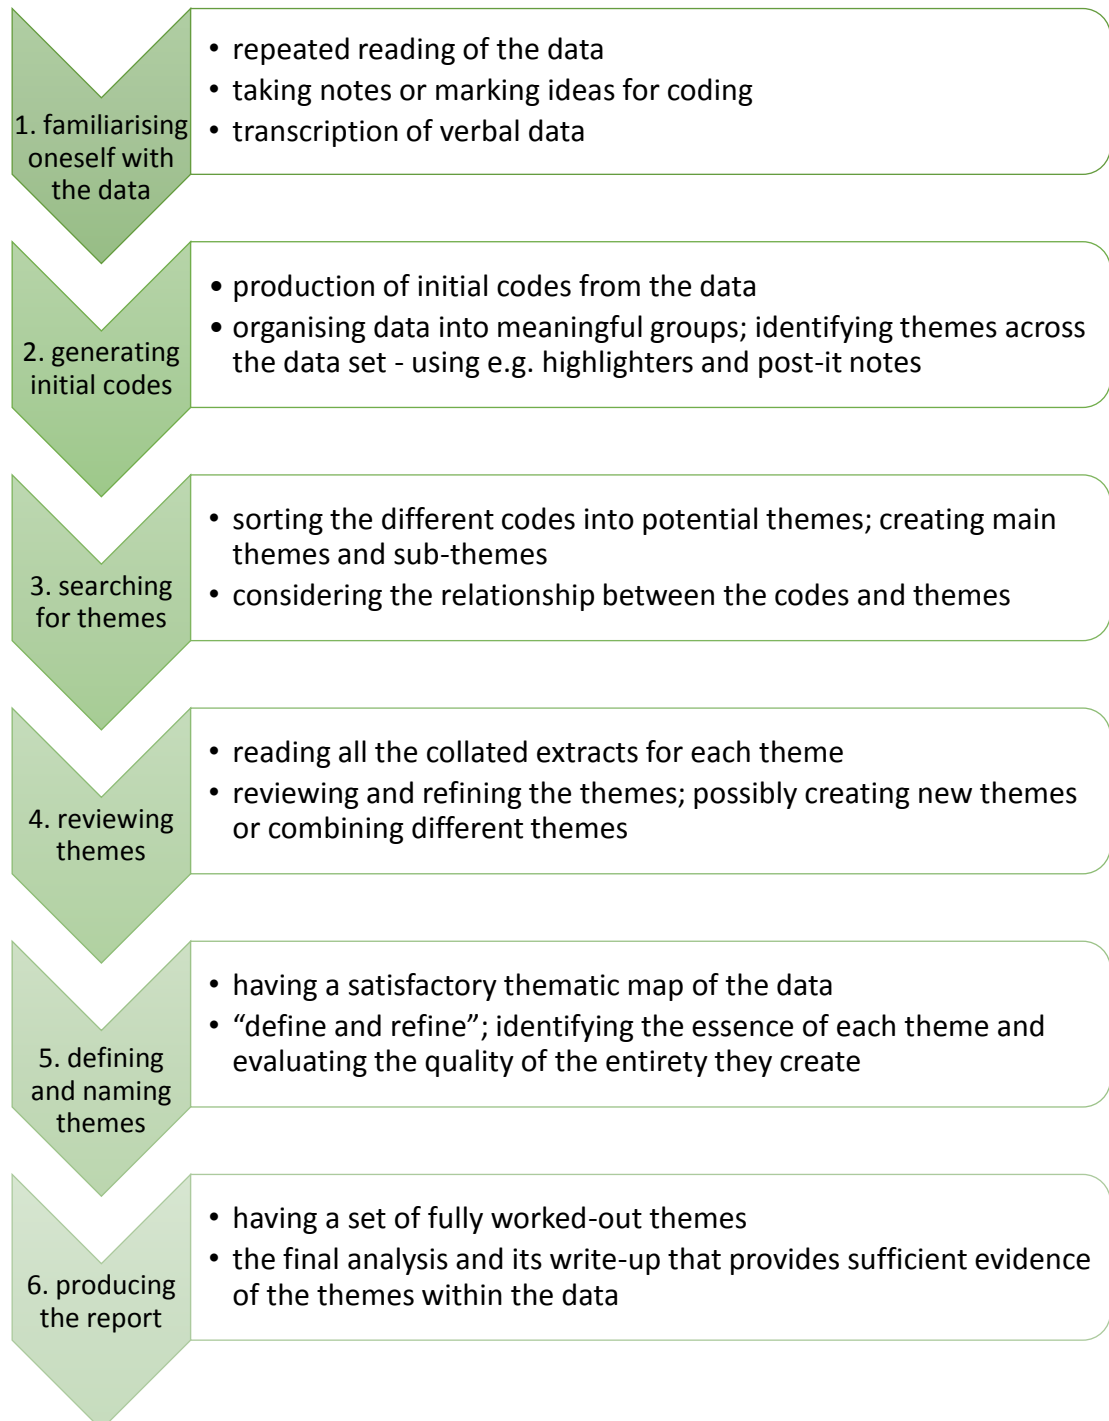 1. familiarising
oneself with
the data
• repeated reading of the data
• taking notes or marking ideas for coding
• transcription of verbal data
2. generating
initial codes
• production of initial codes from the data
• organising data into meaningful groups; identifying themes across
the data set - using e.g. highlighters and post-it notes
3. searching
for themes
• sorting the different codes into potential themes; creating main
themes and sub-themes
• considering the relationship between the codes and themes
4. reviewing
themes
• reading all the collated extracts for each theme
• reviewing and refining the themes; possibly creating new themes
or combining different themes
5. defining
and naming
themes
• having a satisfactory thematic map of the data
• “define and refine”; identifying the essence of each theme and
evaluating the quality of the entirety they create
6. producing
the report
• having a set of fully worked-out themes
• the final analysis and its write-up that provides sufficient evidence
of the themes within the data